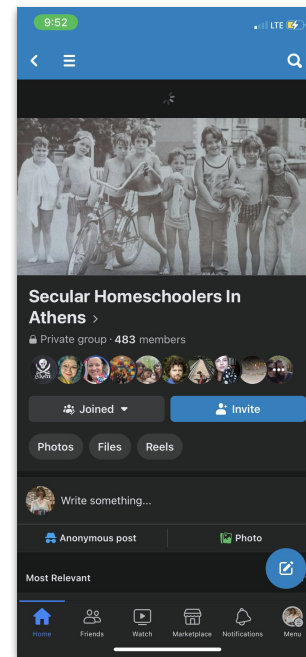 9:52
LTE
Secular Homeschoolers In
Athens >
Private group · 483 members
Joined
Invite
Photos
Files
Reels
Write something...
Anonymous post
Photo
Most Relevant
Home
Friends
Watch
Marketplace
Notifications
Menu